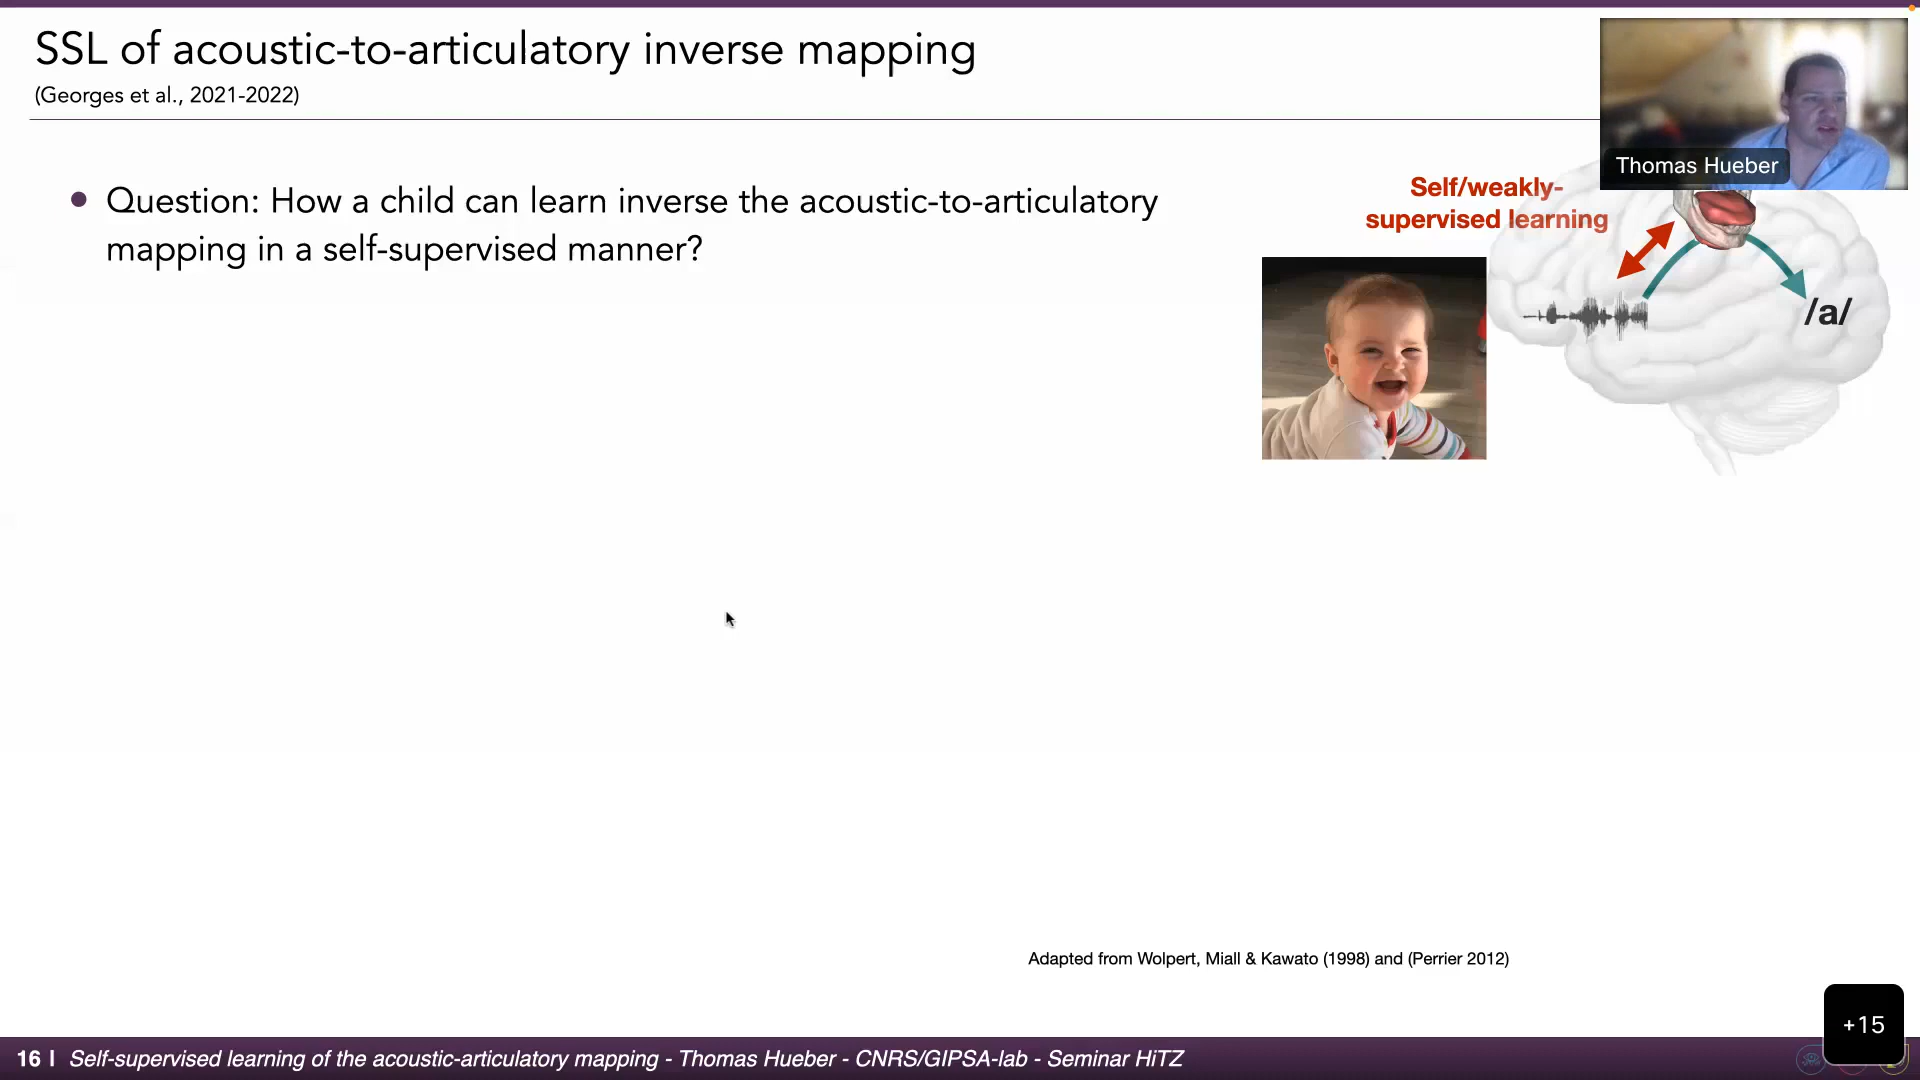 SSL of acoustic-to-articulatory inverse mapping
(Georges et al., 2021-2022)
Thomas Hueber
• Question: How a child can learn inverse the acoustic-to-articulatory
mapping in a self-supervised manner?
Self/weakly-
supervised learning
/a/
Adapted from Wolpert, Miall & Kawato (1998) and (Perrier 2012)
+15
16 | Self-supervised learning of the acoustic-articulatory mapping - Thomas Hueber - CNRS/GIPSA-lab - Seminar HiTZ